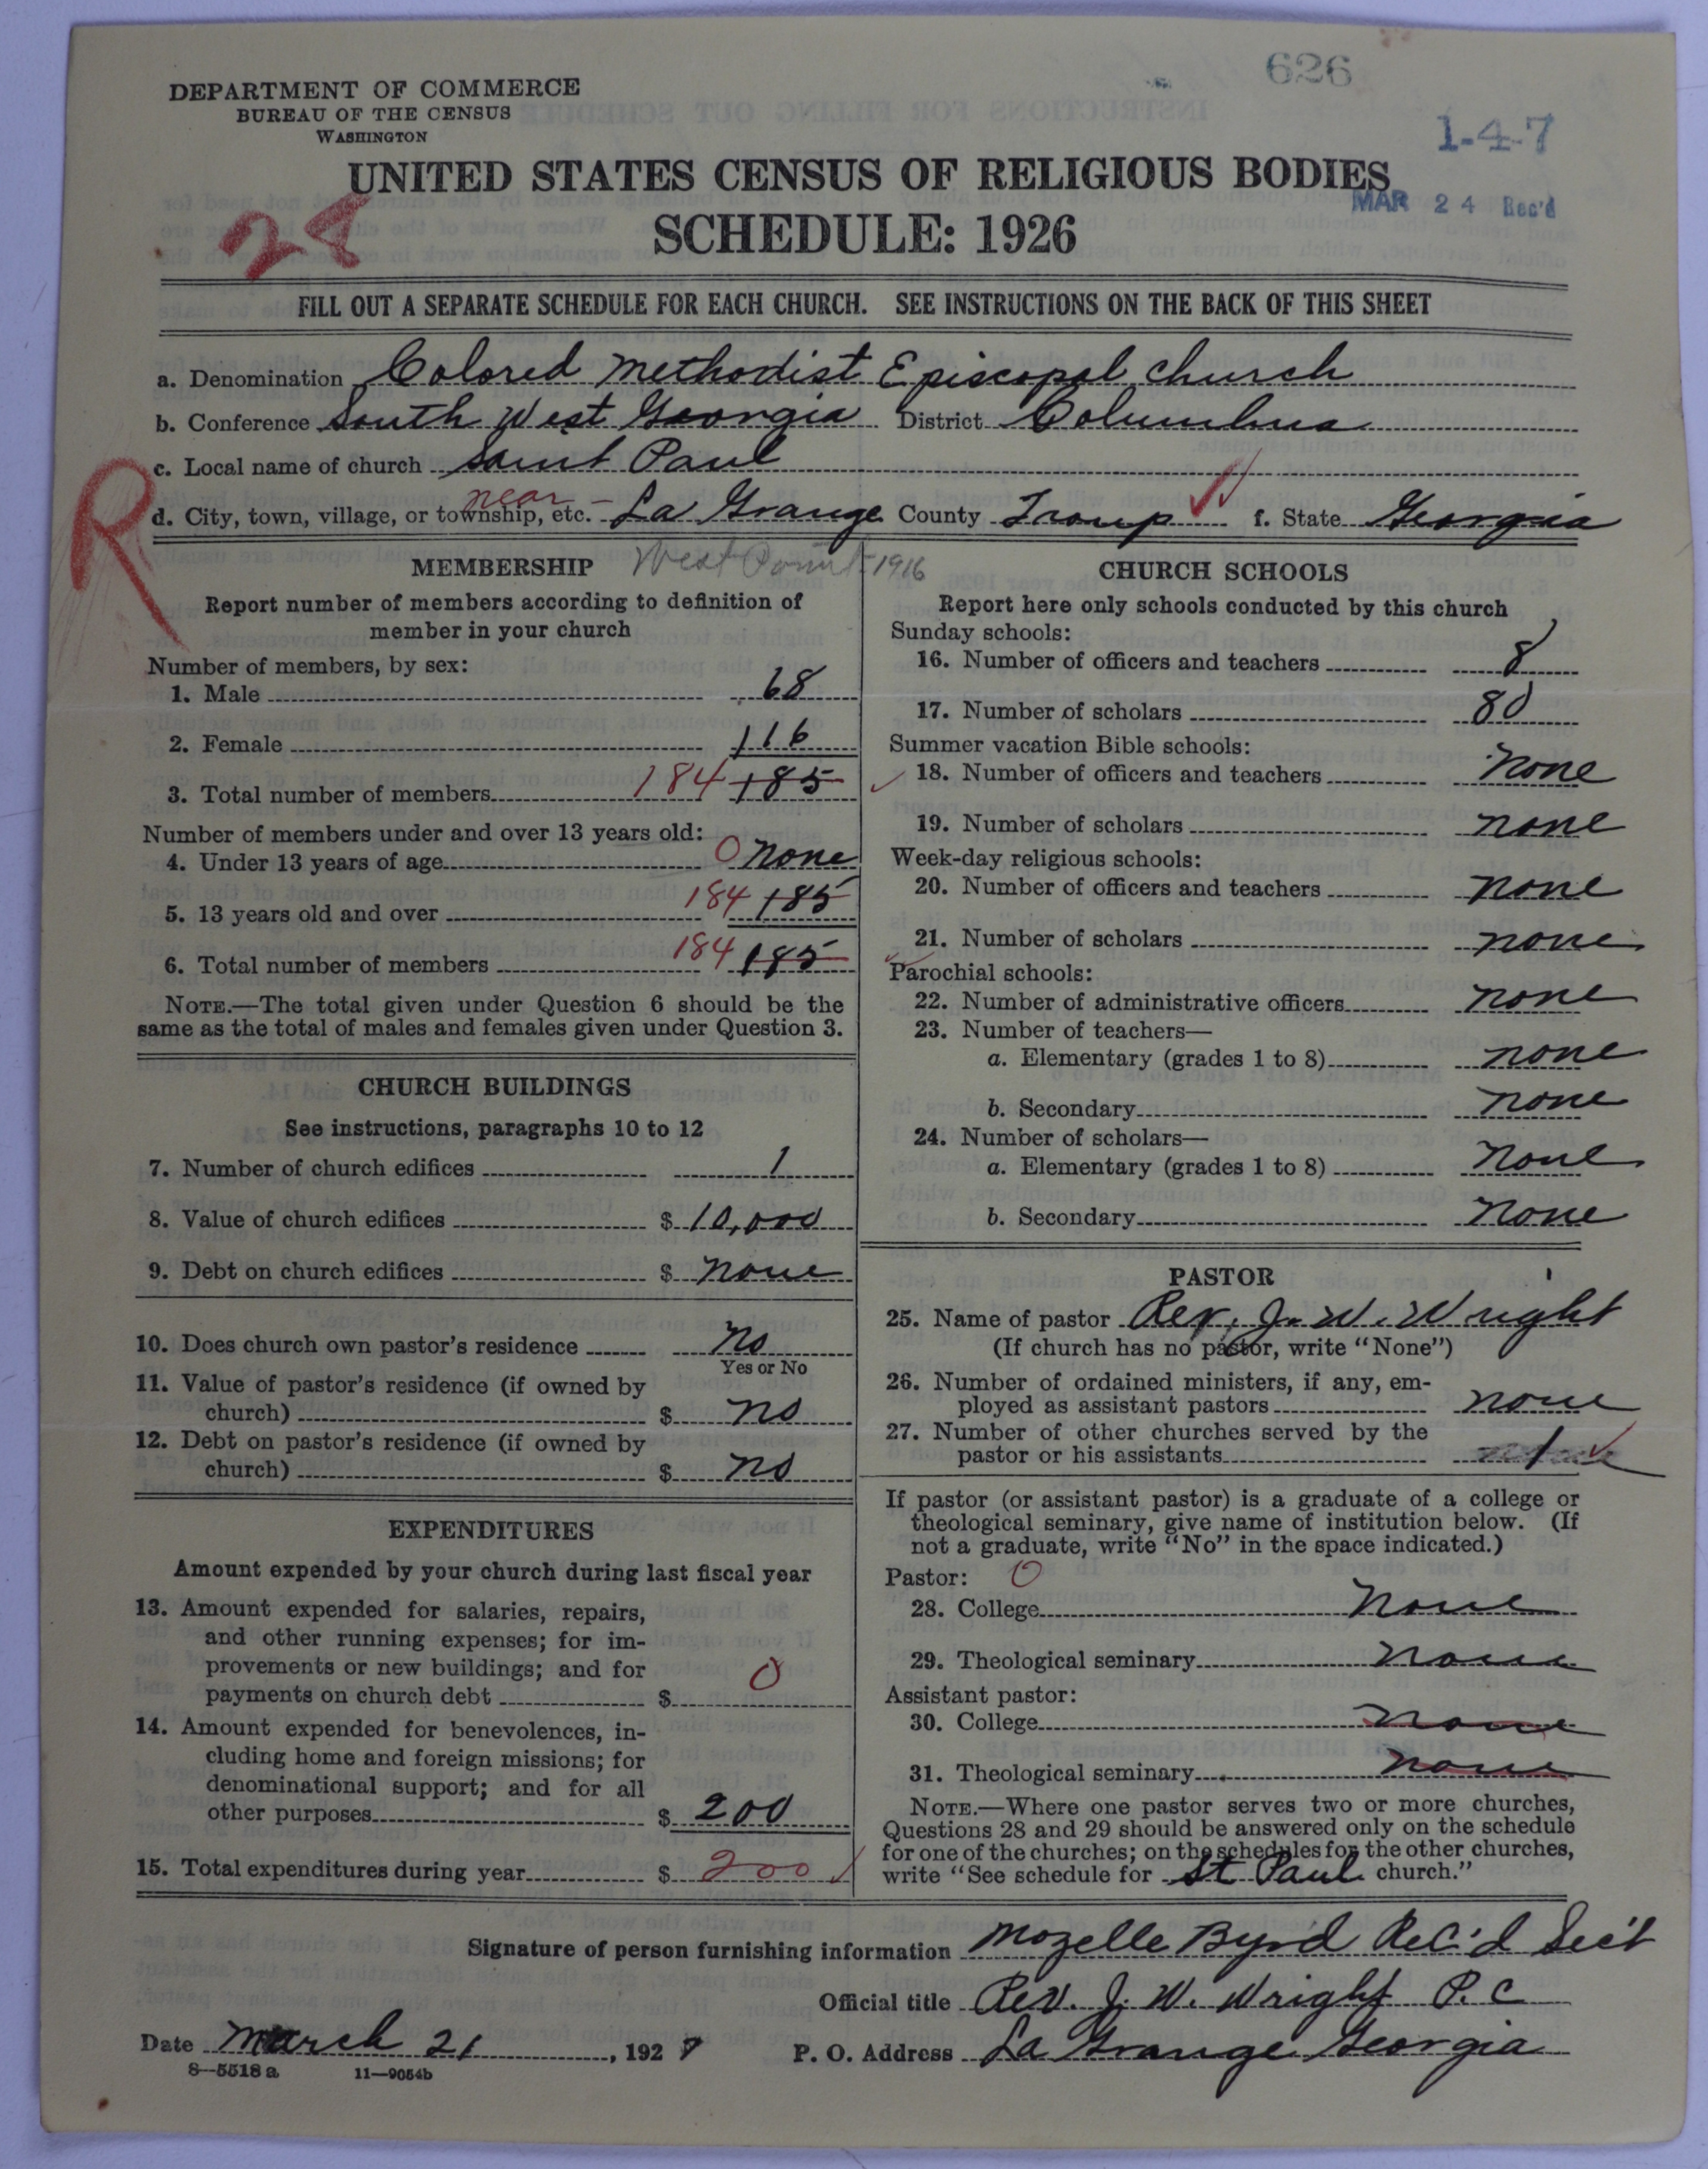 626
DEPARTMENT OF COMMERCE
BUREAU OF THE CENSUS
WASHINGTON
1-4-7
UNITED STATES CENSUS OF RELIGIOUS BODIES
MAR 24 Rec'd
28
SCHEDULE: 1926
FILL OUT A SEPARATE SCHEDULE FOR EACH CHURCH. SEE INSTRUCTIONS ON THE BACK OF THIS SHEET
a. Denomination Colored Methodist Episcopal church
b. Conference South West Georgia District Columbus
c. Local name of church Saint Paul
R
near
d. City, town, village, or township, etc. La Grange County Troup f. State Georgia
West Point 1916
MEMBERSHIP
Report number of members according to definition of
member in your church
Number of members, by sex:
1. Male 68
2. Female 116
3. Total number of members 184 185
Number of members under and over 13 years old:
4. Under 13 years of age 0 none
5. 13 years old and over 184 185
6. Total number of members 184 185
NOTE.—The total given under Question 6 should be the
same as the total of males and females given under Question 3.
CHURCH BUILDINGS
See instructions, paragraphs 10 to 12
7. Number of church edifices 1
8. Value of church edifices $ 10,000
9. Debt on church edifices $ none
10. Does church own pastor's residence no
Yes or No
11. Value of pastor's residence (if owned by
church) $ no
12. Debt on pastor's residence (if owned by
church) $ no
EXPENDITURES
Amount expended by your church during last fiscal year
13. Amount expended for salaries, repairs,
and other running expenses; for im-
provements or new buildings; and for
payments on church debt $ 0
14. Amount expended for benevolences, in-
cluding home and foreign missions; for
denominational support; and for all
other purposes $ 200
15. Total expenditures during year $ 200
CHURCH SCHOOLS
Report here only schools conducted by this church
Sunday schools:
16. Number of officers and teachers 8
17. Number of scholars 80
Summer vacation Bible schools:
18. Number of officers and teachers none
19. Number of scholars none
Week-day religious schools:
20. Number of officers and teachers none
21. Number of scholars none
Parochial schools:
22. Number of administrative officers none
23. Number of teachers—
a. Elementary (grades 1 to 8) none
b. Secondary none
24. Number of scholars—
a. Elementary (grades 1 to 8) none
b. Secondary none
PASTOR
25. Name of pastor Rev. J. W. Wright
(If church has no pastor, write "None")
26. Number of ordained ministers, if any, em-
ployed as assistant pastors none
27. Number of other churches served by the
pastor or his assistants 1
If pastor (or assistant pastor) is a graduate of a college or
theological seminary, give name of institution below. (If
not a graduate, write "No" in the space indicated.)
Pastor: 0
28. College none
29. Theological seminary none
Assistant pastor:
30. College none
31. Theological seminary none
NOTE.—Where one pastor serves two or more churches,
Questions 28 and 29 should be answered only on the schedule
for one of the churches; on the schedules for the other churches,
write "See schedule for St Paul church."
Signature of person furnishing information Mozelle Byrd Rec'd Sec't
Official title Rev. J. W. Wright P. C
Date March 21, 1927 P. O. Address La Grange Georgia
8—5518 a 11—9054b